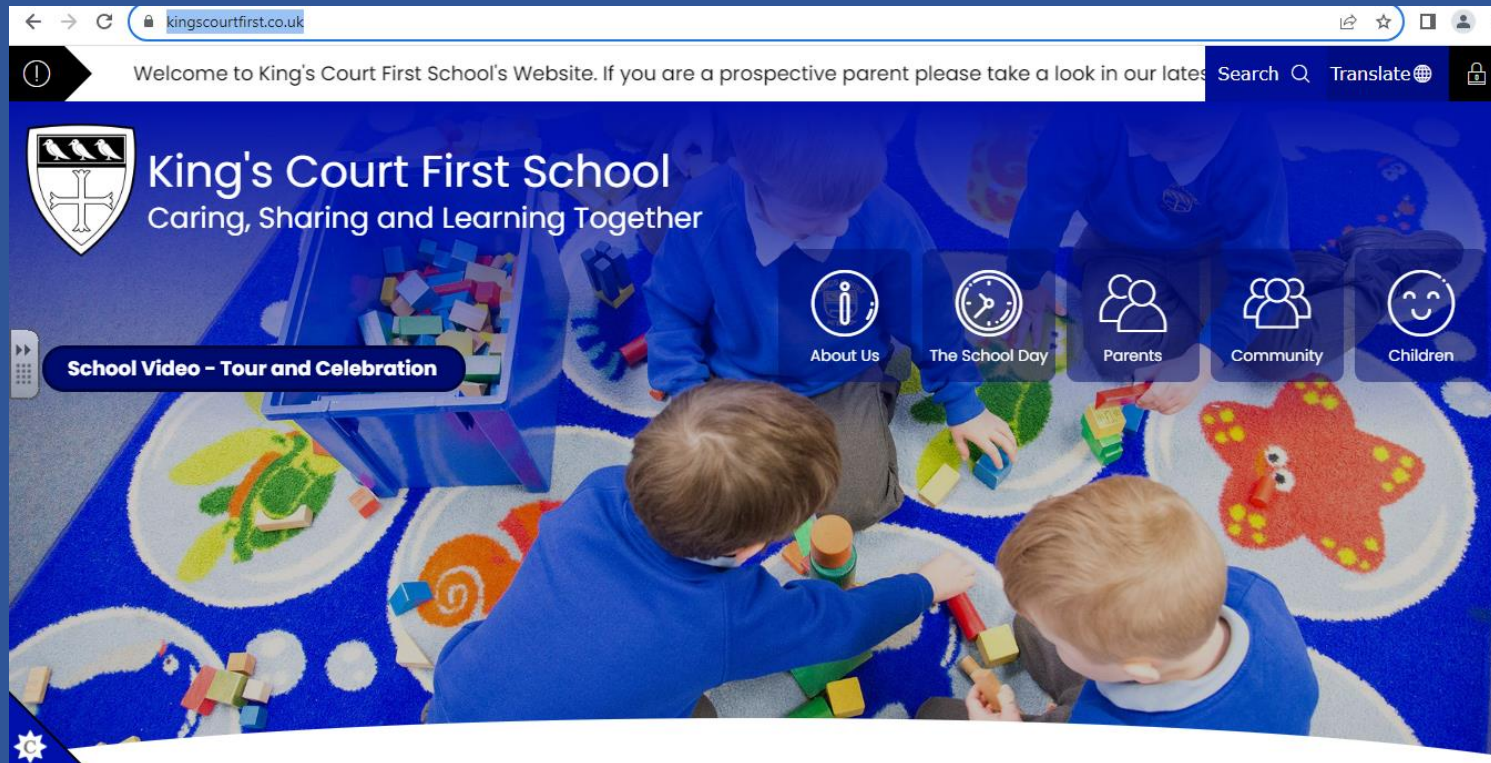 kingscourtfirst.co.uk
Welcome to King's Court First School's Website. If you are a prospective parent please take a look in our lates
Search
Translate
King's Court First School
Caring, Sharing and Learning Together
About Us
The School Day
Parents
Community
Children
School Video - Tour and Celebration
C